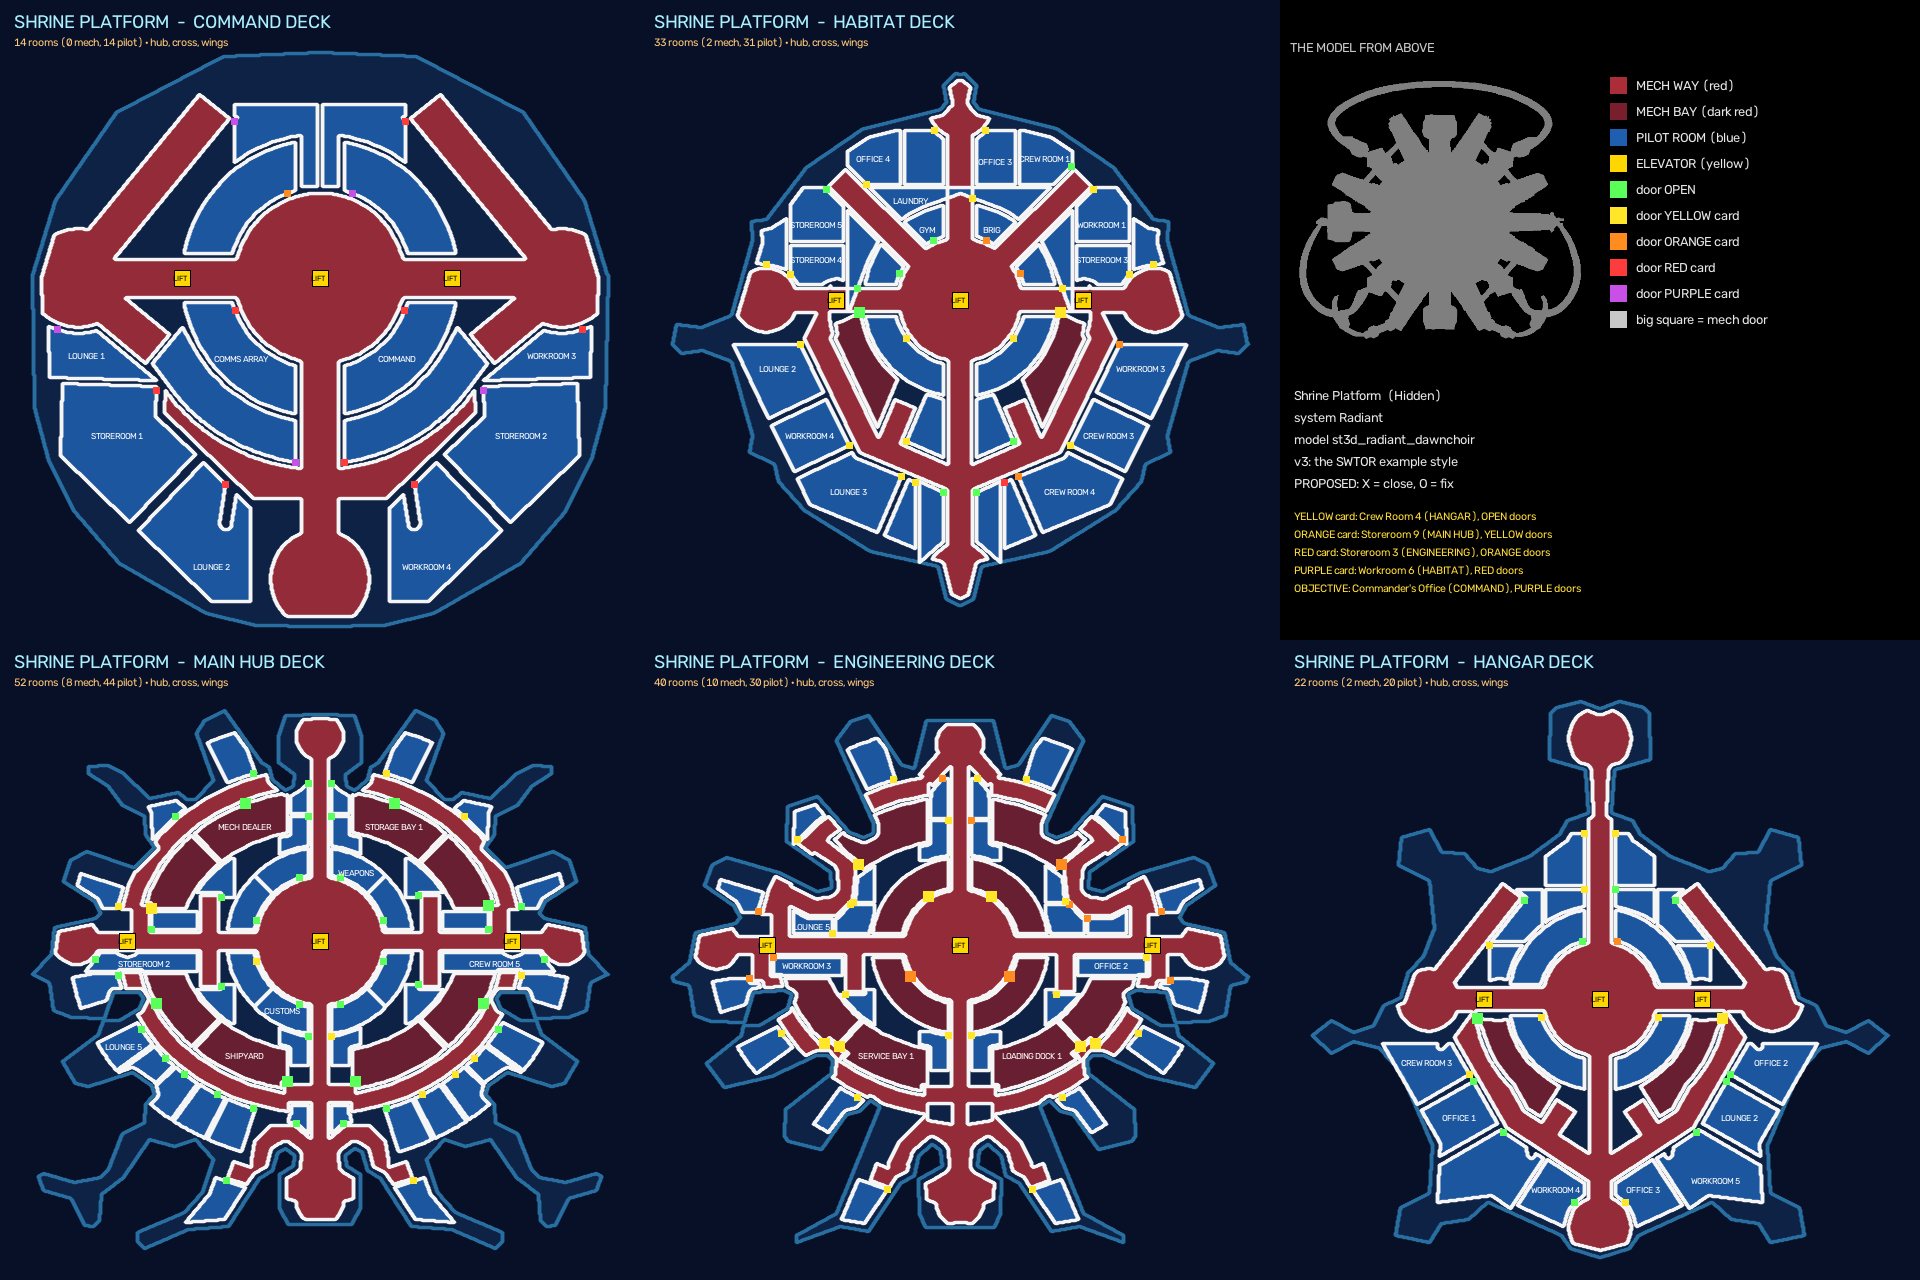 SHRINE PLATFORM - COMMAND DECK
14 rooms (0 mech, 14 pilot) • hub, cross, wings
LIFT
LIFT
LIFT
LOUNGE 1
COMMS ARRAY
COMMAND
WORKROOM 3
STOREROOM 1
STOREROOM 2
LOUNGE 2
WORKROOM 4
SHRINE PLATFORM - HABITAT DECK
33 rooms (2 mech, 31 pilot) • hub, cross, wings
OFFICE 4
OFFICE 3
CREW ROOM 1
LAUNDRY
STOREROOM 5
GYM
BRIG
WORKROOM 1
STOREROOM 4
STOREROOM 3
LIFT
LIFT
LIFT
LOUNGE 2
WORKROOM 3
WORKROOM 4
CREW ROOM 3
LOUNGE 3
CREW ROOM 4
THE MODEL FROM ABOVE
MECH WAY (red)
MECH BAY (dark red)
PILOT ROOM (blue)
ELEVATOR (yellow)
door OPEN
door YELLOW card
door ORANGE card
door RED card
door PURPLE card
big square = mech door
Shrine Platform (Hidden)
system Radiant
model st3d_radiant_dawnchoir
v3: the SWTOR example style
PROPOSED: X = close, O = fix
YELLOW card: Crew Room 4 (HANGAR), OPEN doors
ORANGE card: Storeroom 9 (MAIN HUB), YELLOW doors
RED card: Storeroom 3 (ENGINEERING), ORANGE doors
PURPLE card: Workroom 6 (HABITAT), RED doors
OBJECTIVE: Commander's Office (COMMAND), PURPLE doors
SHRINE PLATFORM - MAIN HUB DECK
52 rooms (8 mech, 44 pilot) • hub, cross, wings
MECH DEALER
STORAGE BAY 1
WEAPONS
LIFT
LIFT
LIFT
STOREROOM 2
CREW ROOM 5
CUSTOMS
LOUNGE 5
SHIPYARD
SHRINE PLATFORM - ENGINEERING DECK
40 rooms (10 mech, 30 pilot) • hub, cross, wings
LOUNGE 5
LIFT
LIFT
LIFT
WORKROOM 3
OFFICE 2
SERVICE BAY 1
LOADING DOCK 1
SHRINE PLATFORM - HANGAR DECK
22 rooms (2 mech, 20 pilot) • hub, cross, wings
LIFT
LIFT
LIFT
CREW ROOM 3
OFFICE 2
OFFICE 1
LOUNGE 2
WORKROOM 4
OFFICE 3
WORKROOM 5